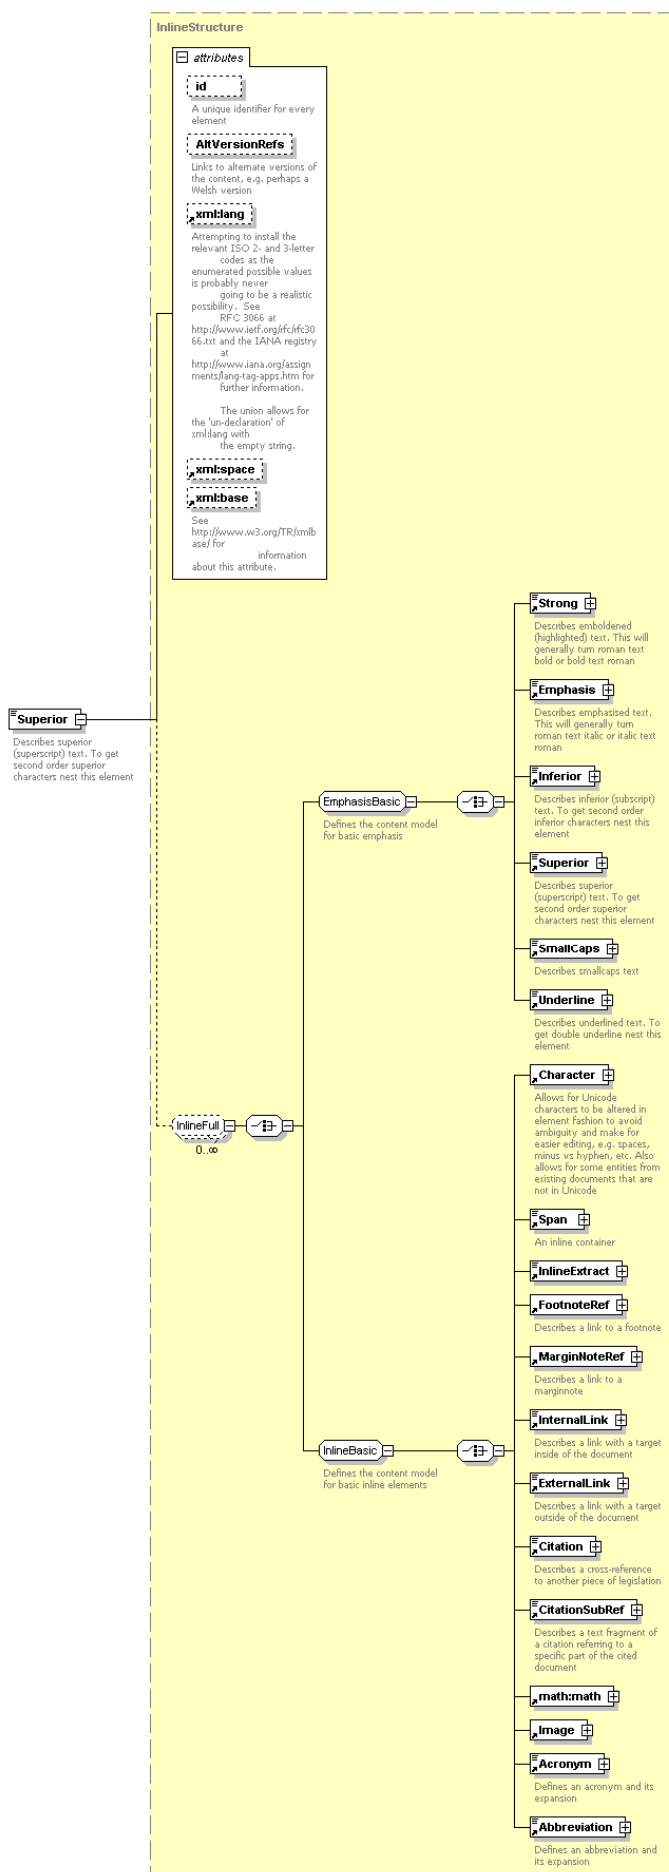 InlineStructure
attributes
id
A unique identifier for every
element
AltVersionRefs
Links to alternate versions of
the content, e.g. perhaps a
Welsh version
xml:lang
Attempting to install the
relevant ISO 2- and 3-letter
codes as the
enumerated possible values
is probably never
going to be a realistic
possibility. See
RFC 3066 at
http://www.ietf.org/rfc/rfc30
66.txt and the IANA registry
at
http://www.iana.org/assign
ments/lang-tag-apps.htm for
further information.
The union allows for
the 'un-declaration' of
xml:lang with
the empty string.
xml:space
xml:base
See
http://www.w3.org/TR/xmlb
ase/ for
information
about this attribute.
Superior
Describes superior
(superscript) text. To get
second order superior
characters nest this element
InlineFull
0..∞
EmphasisBasic
Defines the content model
for basic emphasis
Strong
Describes emboldened
(highlighted) text. This will
generally turn roman text
bold or bold text roman
Emphasis
Describes emphasised text.
This will generally turn
roman text italic or italic text
roman
Inferior
Describes inferior (subscript)
text. To get second order
inferior characters nest this
element
Superior
Describes superior
(superscript) text. To get
second order superior
characters nest this element
SmallCaps
Describes smallcaps text
Underline
Describes underlined text. To
get double underline nest this
element
InlineBasic
Defines the content model
for basic inline elements
Character
Allows for Unicode
characters to be altered in
element fashion to avoid
ambiguity and make for
easier editing, e.g. spaces,
minus vs hyphen, etc. Also
allows for some entities from
existing documents that are
not in Unicode
Span
An inline container
InlineExtract
FootnoteRef
Describes a link to a footnote
MarginNoteRef
Describes a link to a
marginnote
InternalLink
Describes a link with a target
inside of the document
ExternalLink
Describes a link with a target
outside of the document
Citation
Describes a cross-reference
to another piece of legislation
CitationSubRef
Describes a text fragment of
a citation referring to a
specific part of the cited
document
math:math
Image
Acronym
Defines an acronym and its
expansion
Abbreviation
Defines an abbreviation and
its expansion